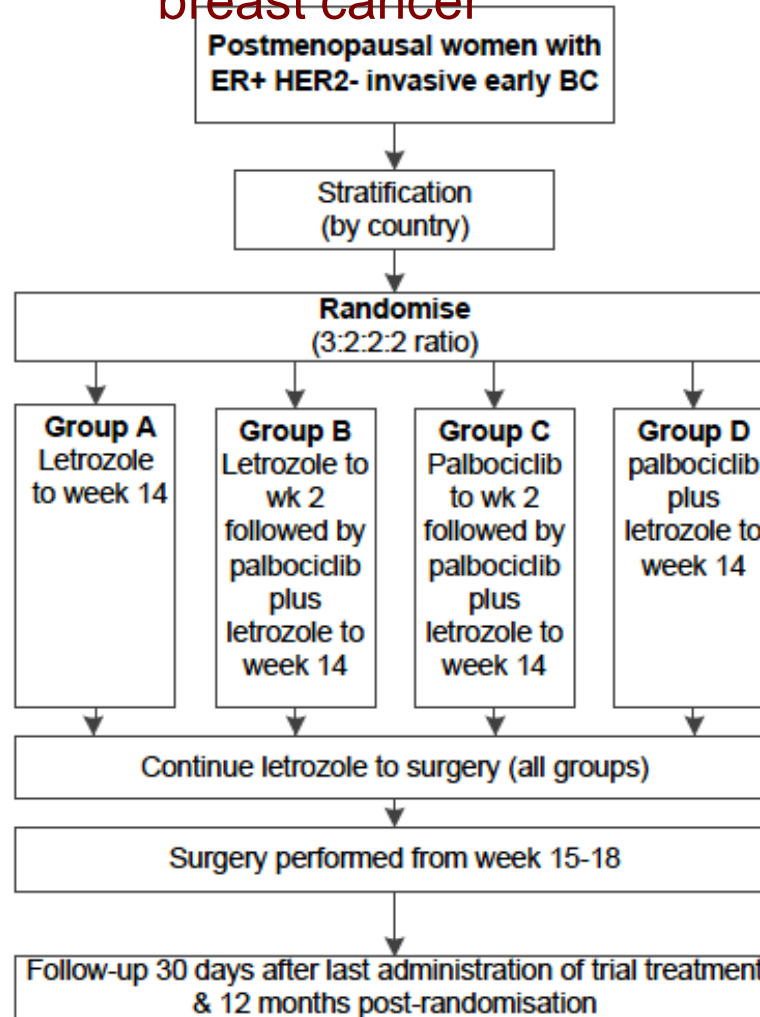 breast cancer
Postmenopausal women with
ER+ HER2- invasive early BC
Stratification
(by country)
Randomise
(3:2:2:2 ratio)
Group A
Letrozole
to week 14
Group B
Letrozole to
wk 2
followed by
palbociclib
plus
letrozole to
week 14
Group C
Palbociclib
to wk 2
followed by
palbociclib
plus
letrozole to
week 14
Group D
palbociclib
plus
letrozole to
week 14
Continue letrozole to surgery (all groups)
Surgery performed from week 15-18
Follow-up 30 days after last administration of trial treatment
& 12 months post-randomisation